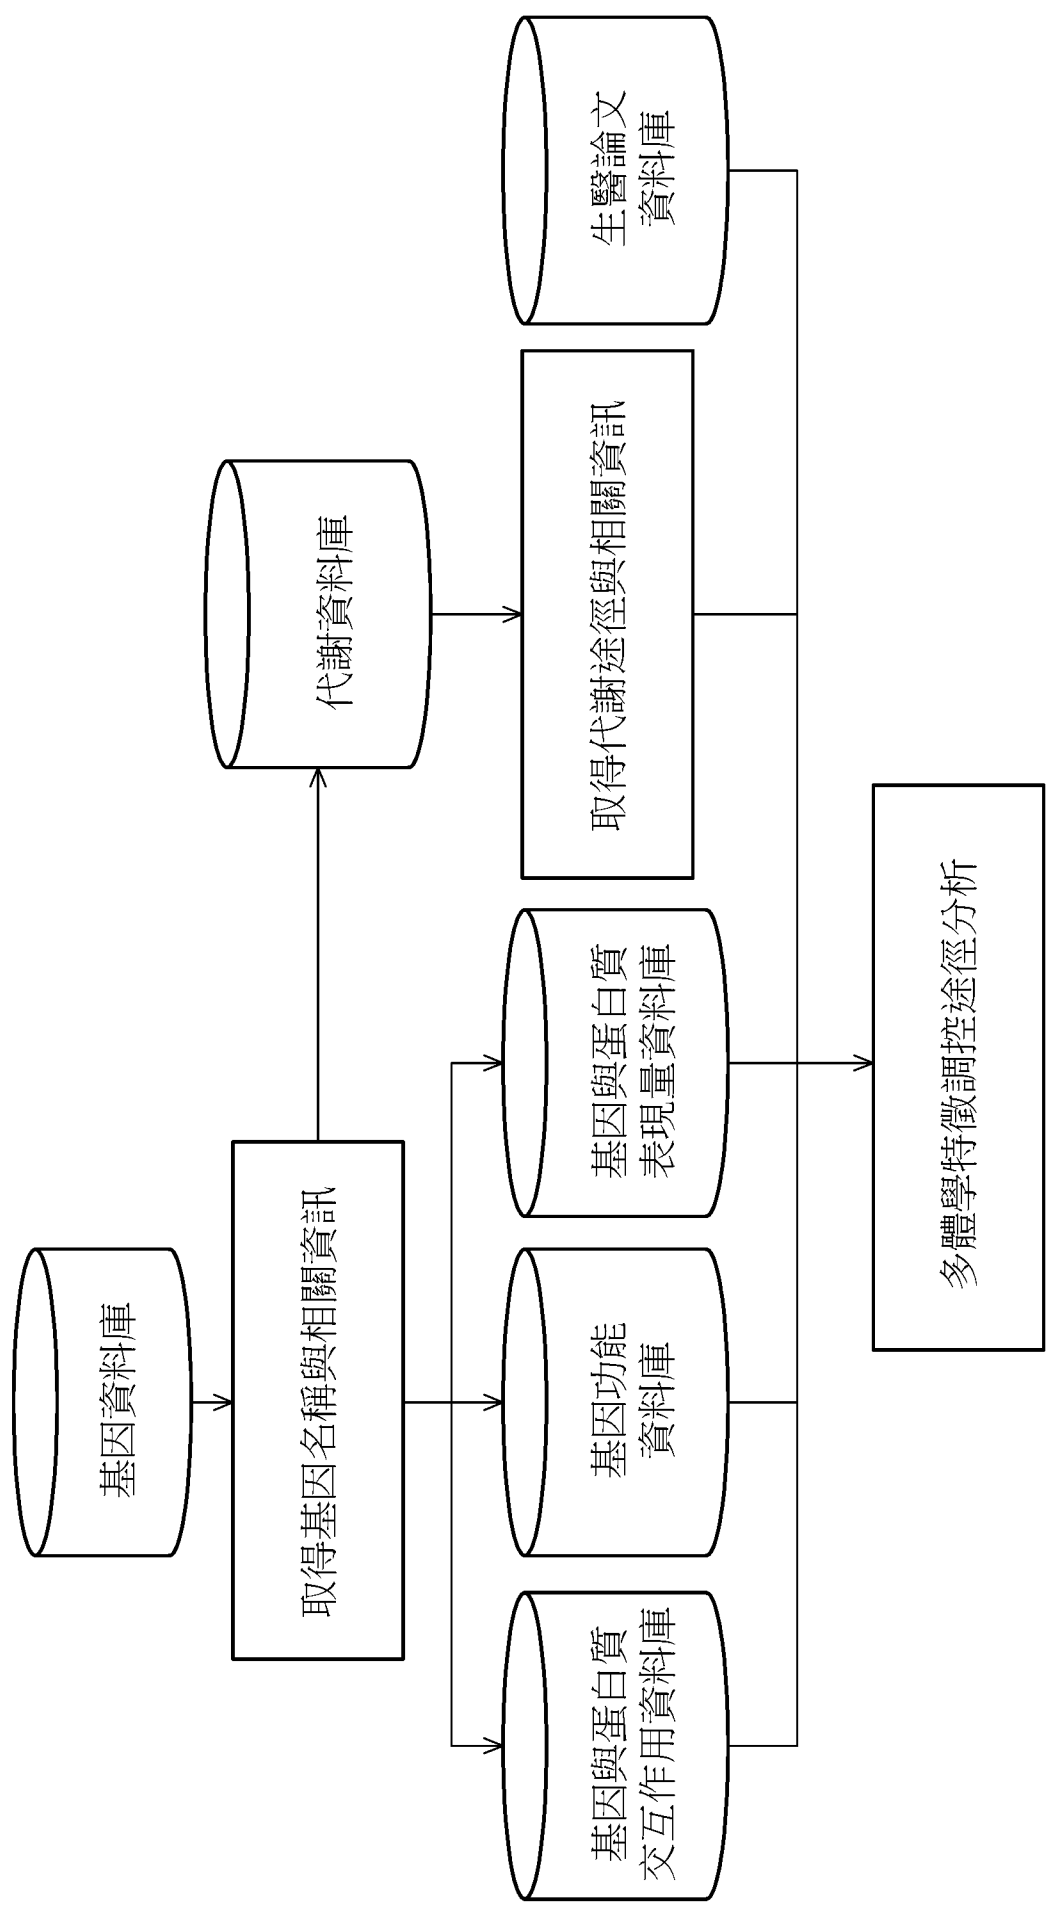 基因資料庫
取得基因名稱與相關資訊
代謝資料庫
基因與蛋白質
交互作用資料庫
基因功能
資料庫
基因與蛋白質
表現量資料庫
取得代謝途徑與相關資訊
生醫論文
資料庫
多體學特徵調控途徑分析